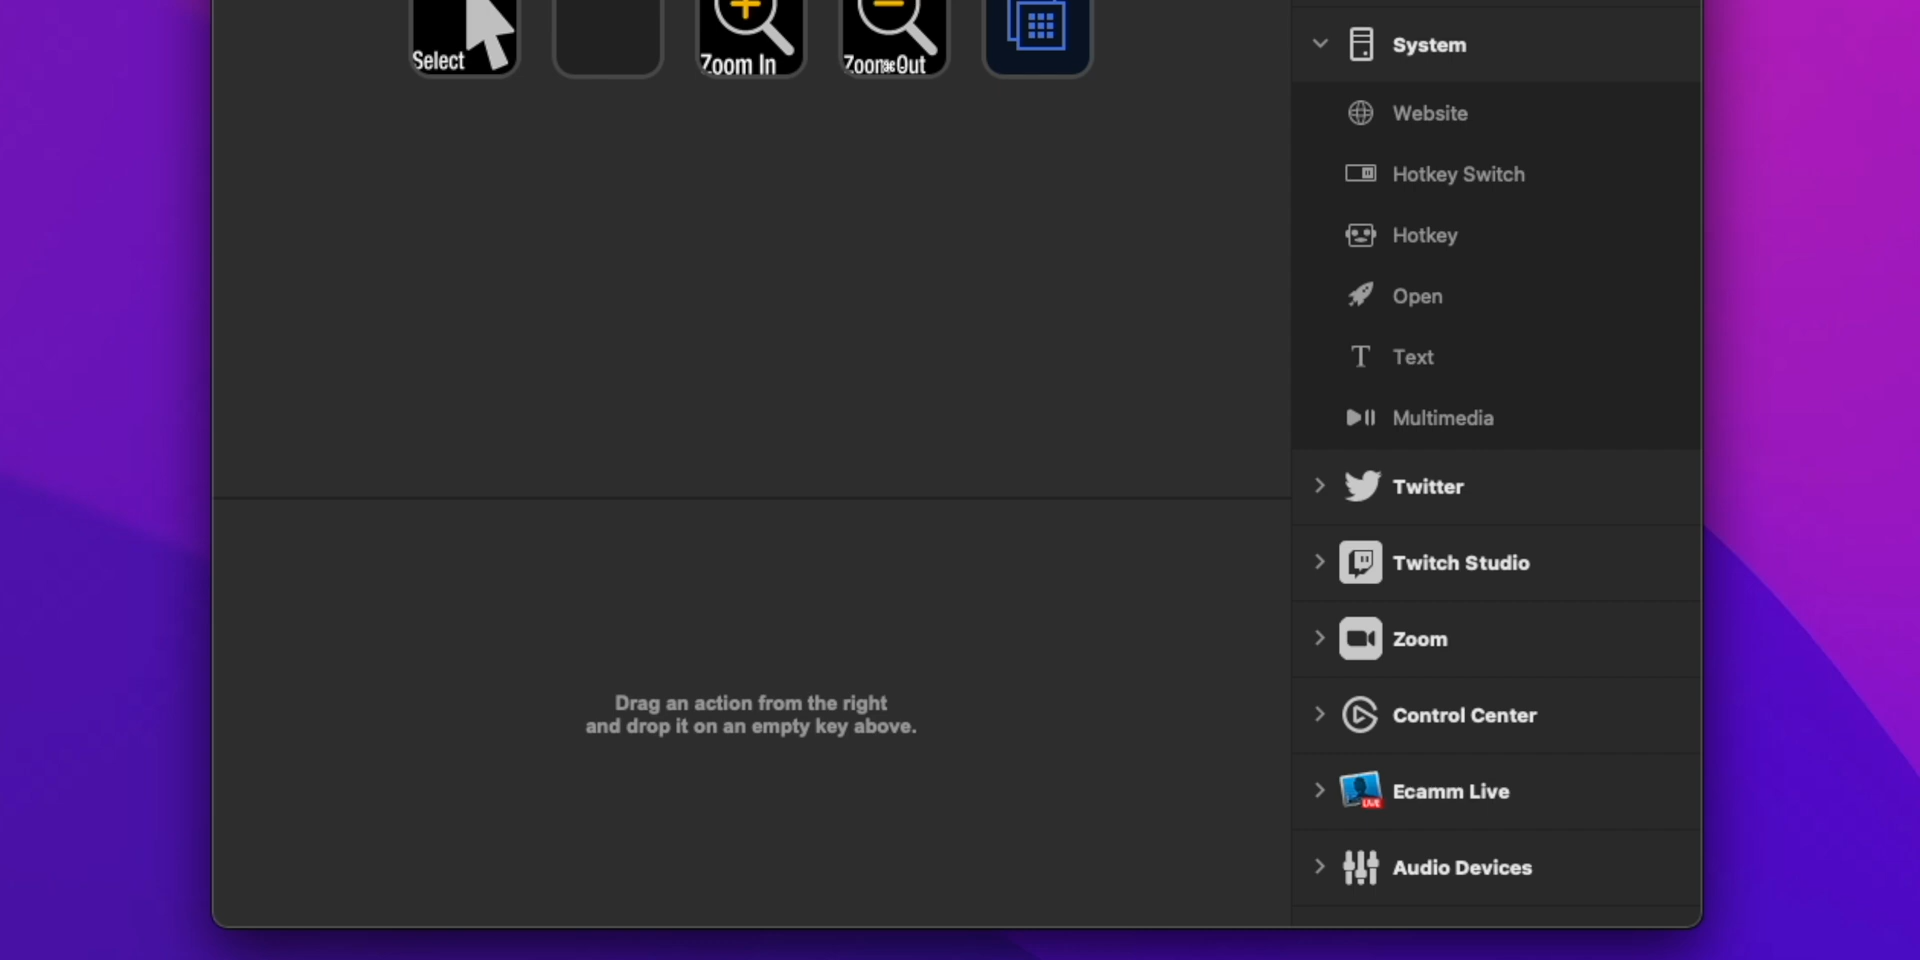 Select
Zoom In
Zoom Out
System
Website
Hotkey Switch
Hotkey
Open
Text
Multimedia
Twitter
Twitch Studio
Zoom
Control Center
Ecamm Live
LIVE
Audio Devices
Drag an action from the right
and drop it on an empty key above.